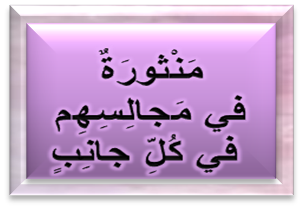 مَنْثورَةٌ
في مَجالِسِهِم
في كُلِّ جانِبٍ